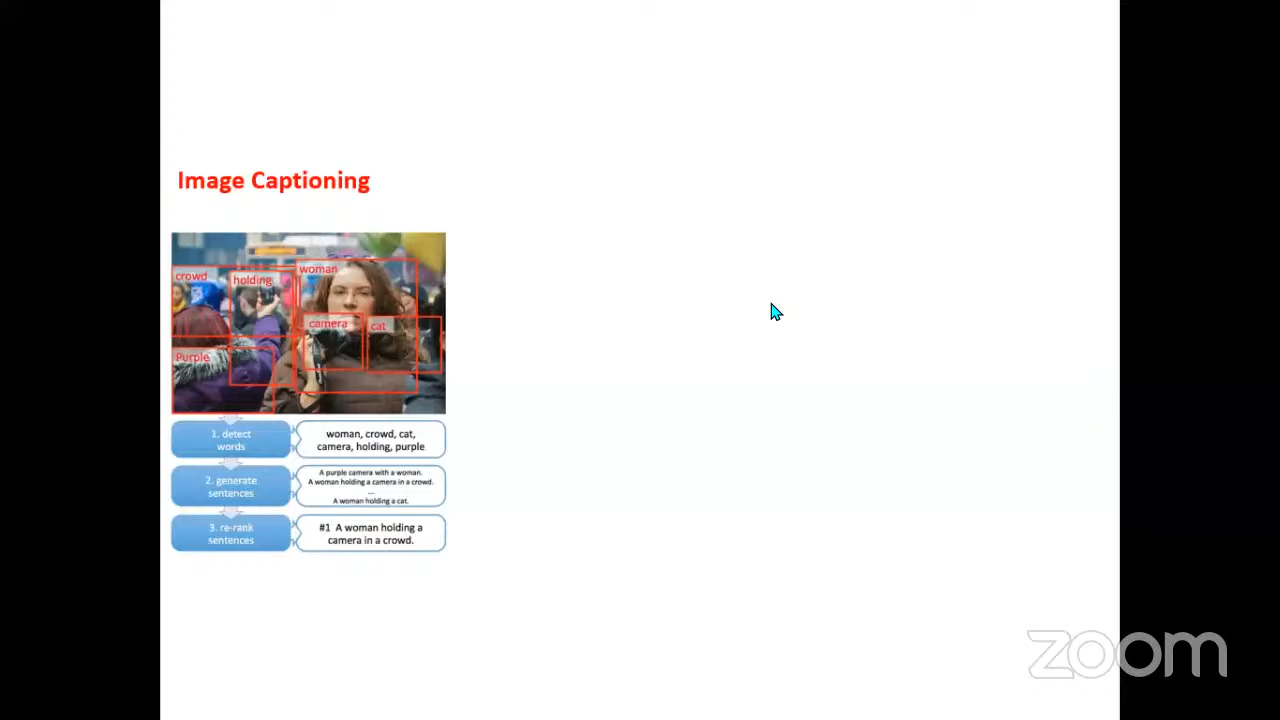 Image Captioning
crowd
holding
woman
camera
cat
Purple
1. detect
words
woman, crowd, cat,
camera, holding, purple
2. generate
sentences
A purple camera with a woman.
A woman holding a camera in a crowd.
...
A woman holding a cat.
3. re-rank
sentences
#1 A woman holding a
camera in a crowd.
zoom